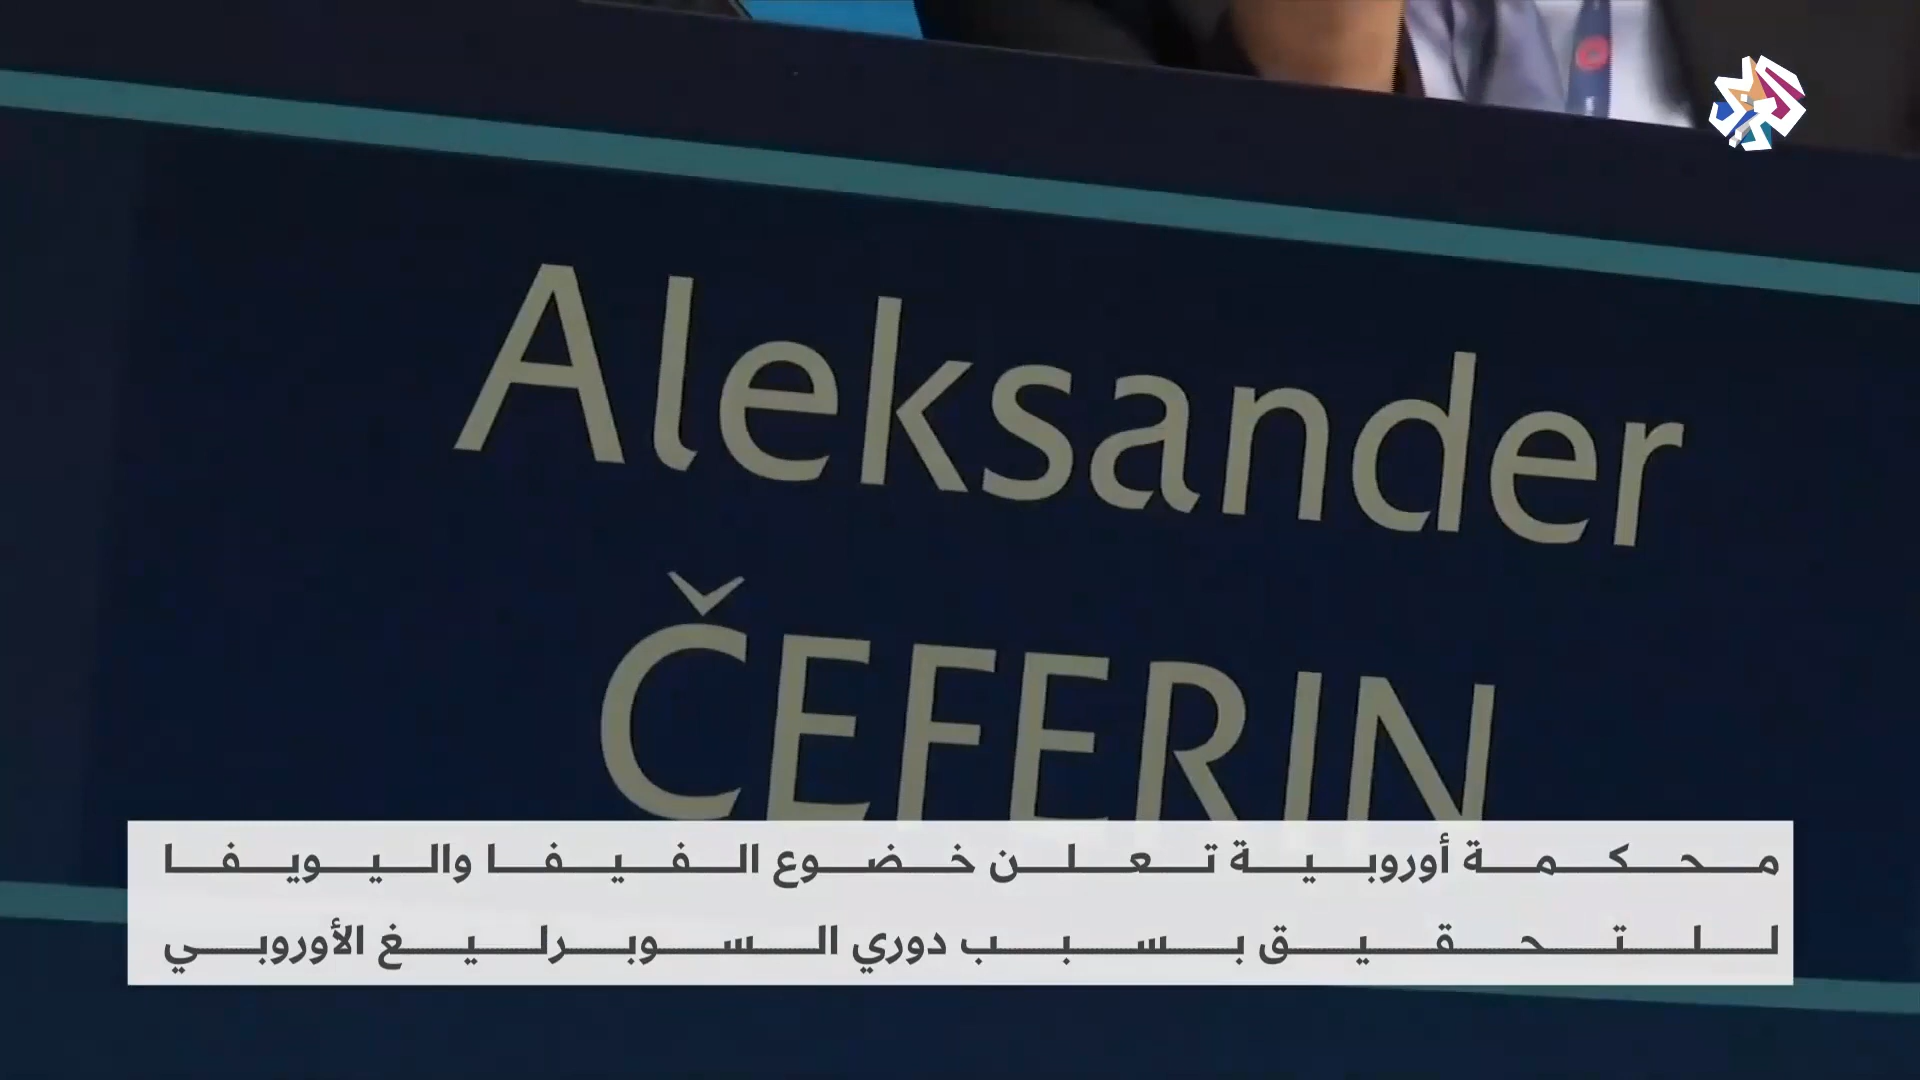 Aleksander
ČEFERIN
محكمة أوروبية تعلن خضوع الفيفا واليويفا
للتحقيق بسبب دوري السوبرليغ الأوروبي